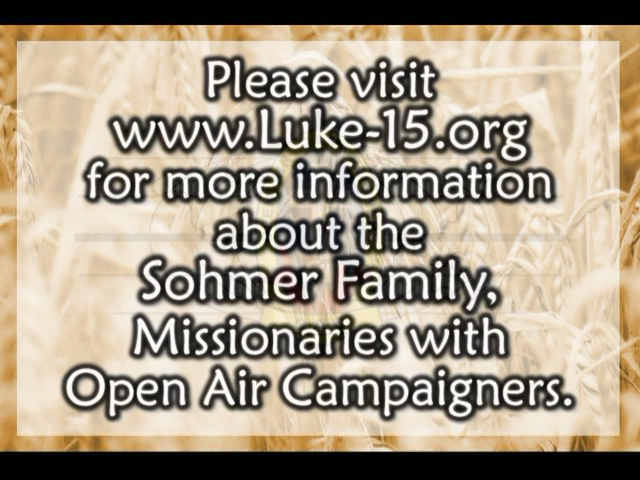 Please visit
www.Luke-15.org
for more information
about the
Sohmer Family,
Missionaries with
Open Air Campaigners.